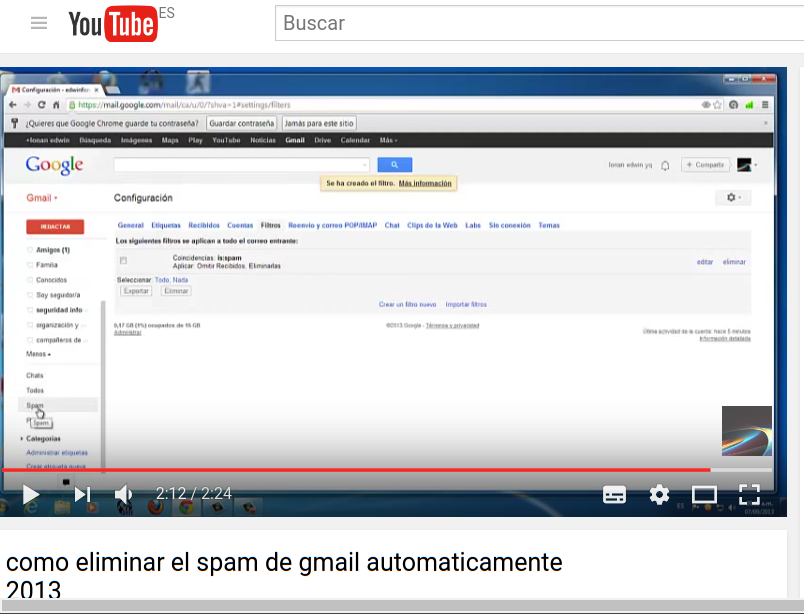 YouTube ES
Buscar
Configuración - edwinfo
https://mail.google.com/mail/ca/u/0/?shva=1#settings/filters
¿Quieres que Google Chrome guarde tu contraseña? Guardar contraseña Jamás para este sitio
+Ionan edwin Búsqueda Imágenes Maps Play YouTube Noticias Gmail Drive Calendar Más
Google
Ionan edwin yq + Compartir
Se ha creado el filtro. Más información
Gmail Configuración
REDACTAR
General Etiquetas Recibidos Cuentas Filtros Reenvío y correo POP/IMAP Chat Clips de la Web Labs Sin conexión Temas
Los siguientes filtros se aplican a todo el correo entrante:
Amigos (1)
Familia
Conocidos
Soy seguidor/a
seguridad info
organización y
compañeros de
Menos
Coincidencias: is:spam
Aplicar: Omitir Recibidos, Eliminarlas
editar eliminar
Seleccionar: Todo, Nada
Exportar Eliminar
Crear un filtro nuevo Importar filtros
0,17 GB (1%) ocupados de 15 GB
Administrar
©2013 Google - Términos y privacidad
Última actividad de la cuenta: hace 5 minutos
Información detallada
Chats
Todos
Spam
Spam
Categorías
Administrar etiquetas
Crear etiqueta nueva
2:12 / 2:24
ES
07/09/2013
como eliminar el spam de gmail automaticamente
2013